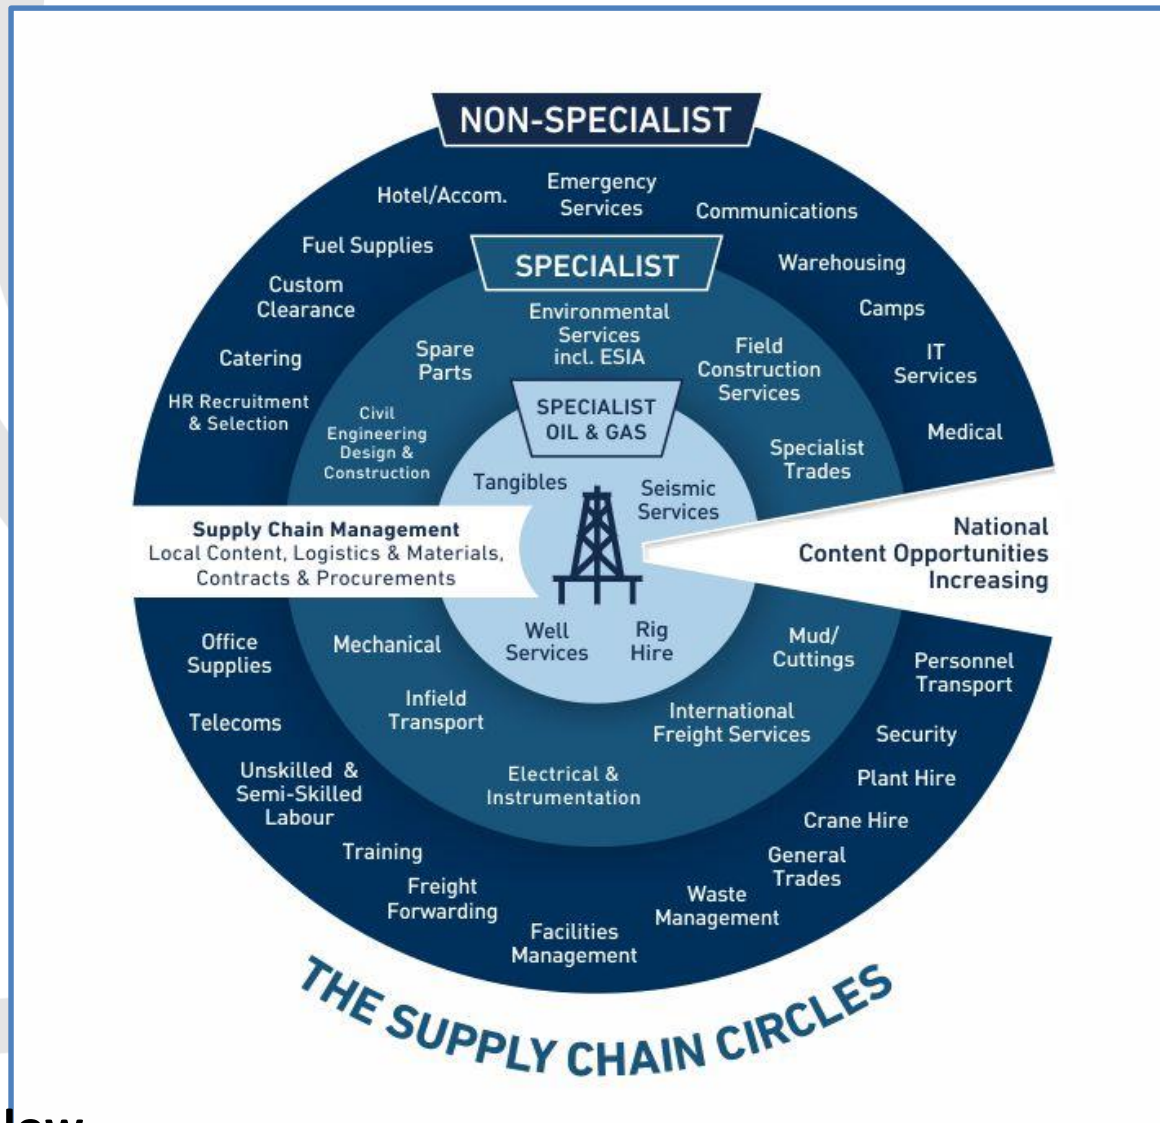 NON-SPECIALIST
Hotel/Accom.
Emergency
Services
Communications
Fuel Supplies
Warehousing
Custom
Clearance
Camps
Catering
IT
Services
HR Recruitment
& Selection
Medical
SPECIALIST
Environmental
Services
incl. ESIA
Spare
Parts
Field
Construction
Services
Civil
Engineering
Design &
Construction
Specialist
Trades
SPECIALIST
OIL & GAS
Tangibles
Seismic
Services
Supply Chain Management
Local Content, Logistics & Materials,
Contracts & Procurements
National
Content Opportunities
Increasing
Well
Services
Rig
Hire
Mechanical
Mud/
Cuttings
Infield
Transport
International
Freight Services
Electrical &
Instrumentation
Office
Supplies
Personnel
Transport
Telecoms
Security
Unskilled &
Semi-Skilled
Labour
Plant Hire
Crane Hire
Training
General
Trades
Freight
Forwarding
Waste
Management
Facilities
Management
THE SUPPLY CHAIN CIRCLES